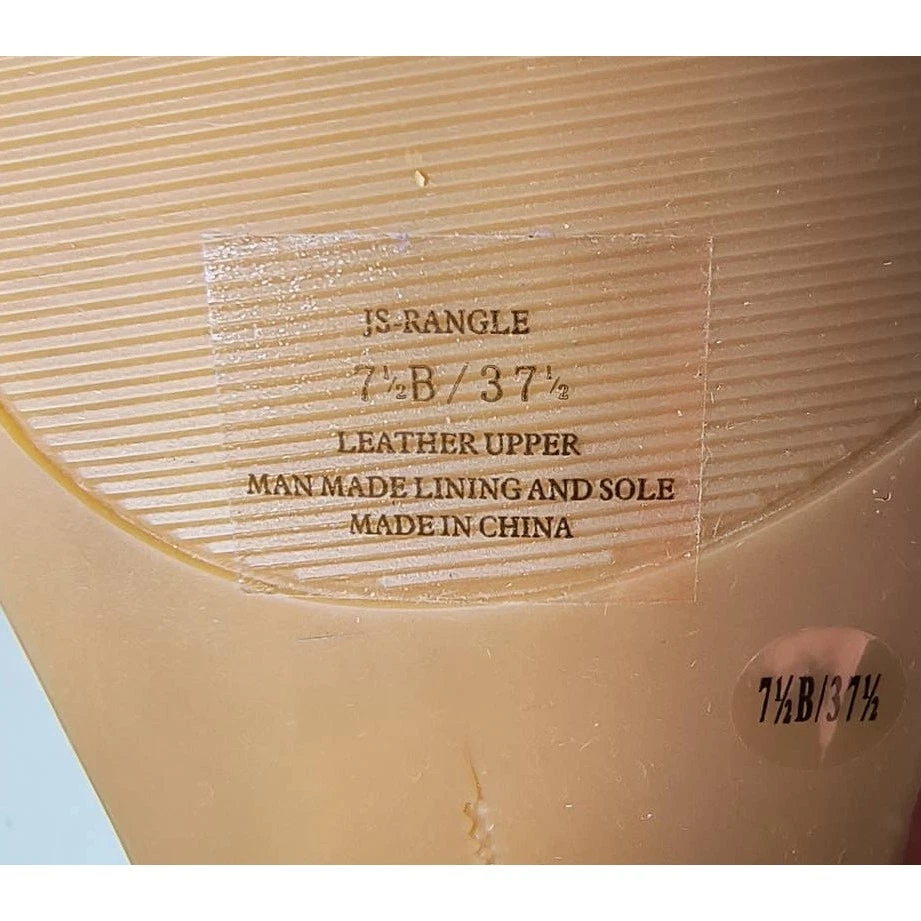 JS-RANGLE
7½B / 37½
LEATHER UPPER
MAN MADE LINING AND SOLE
MADE IN CHINA
7½B/37½